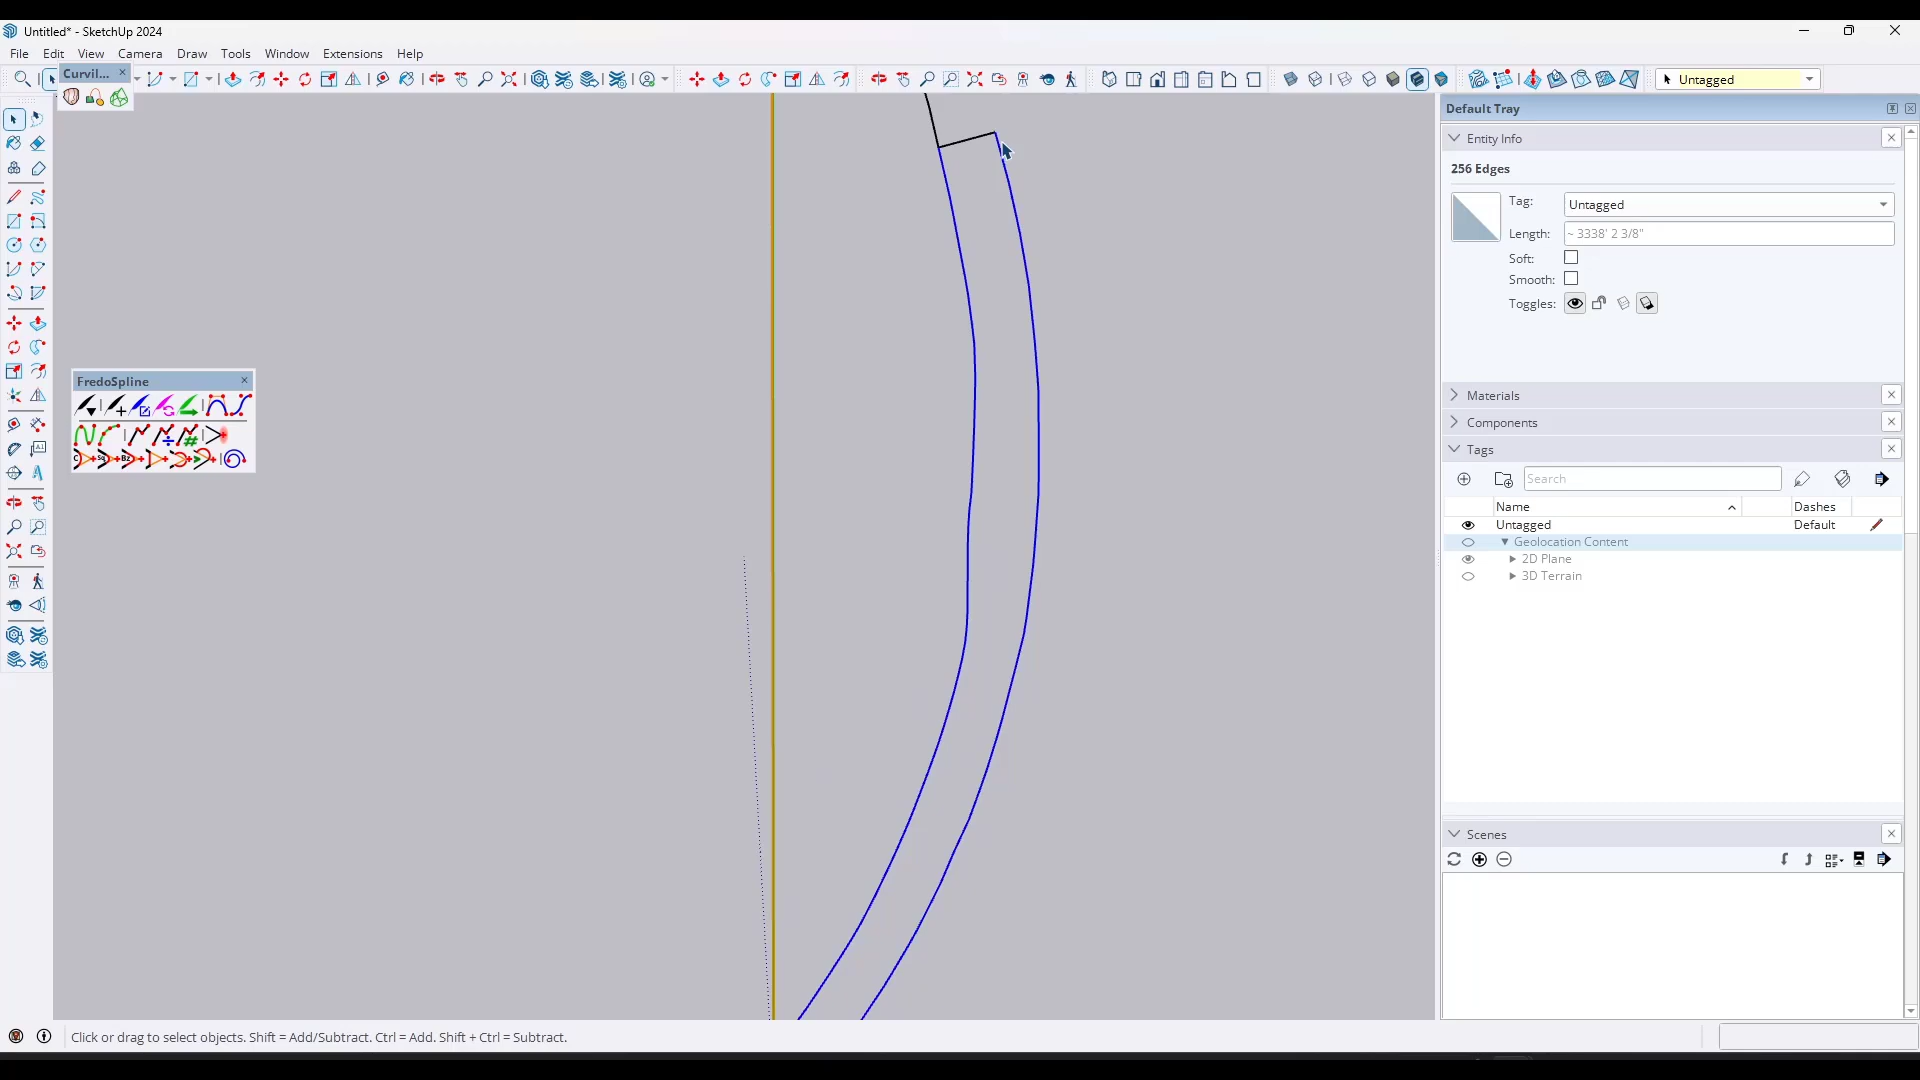 Untitled* - SketchUp 2024
File Edit View Camera Draw Tools Window Extensions Help
Curvil...
Untagged
Default Tray
Entity Info
256 Edges
Tag: Untagged
Length: ~ 3338' 2 3/8"
Soft:
Smooth:
Toggles:
FredoSpline
Materials
Components
Tags
Search
Name Dashes
Untagged Default
Geolocation Content
2D Plane
3D Terrain
Scenes
Click or drag to select objects. Shift = Add/Subtract. Ctrl = Add. Shift + Ctrl = Subtract.